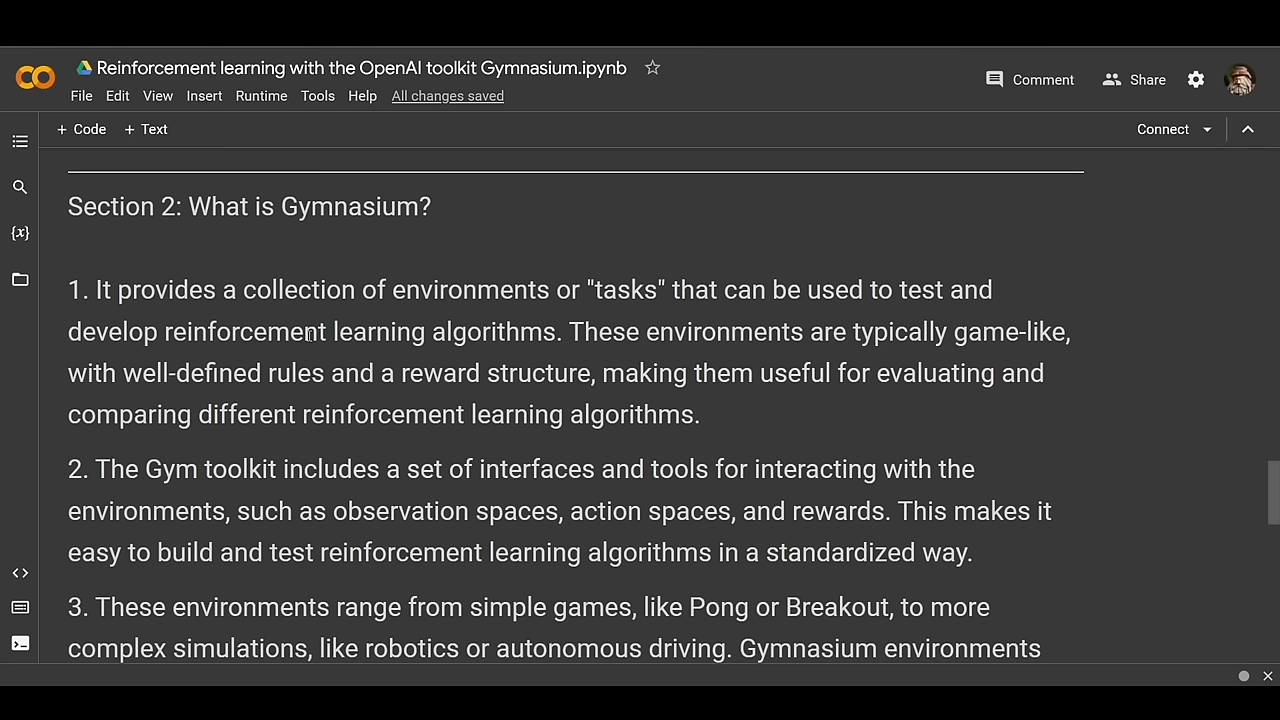 Reinforcement learning with the OpenAI toolkit Gymnasium.ipynb
File Edit View Insert Runtime Tools Help All changes saved
Comment Share
+ Code + Text
Connect
{x}
Section 2: What is Gymnasium?
1. It provides a collection of environments or "tasks" that can be used to test and
develop reinforcement learning algorithms. These environments are typically game-like,
with well-defined rules and a reward structure, making them useful for evaluating and
comparing different reinforcement learning algorithms.
2. The Gym toolkit includes a set of interfaces and tools for interacting with the
environments, such as observation spaces, action spaces, and rewards. This makes it
easy to build and test reinforcement learning algorithms in a standardized way.
3. These environments range from simple games, like Pong or Breakout, to more
complex simulations, like robotics or autonomous driving. Gymnasium environments